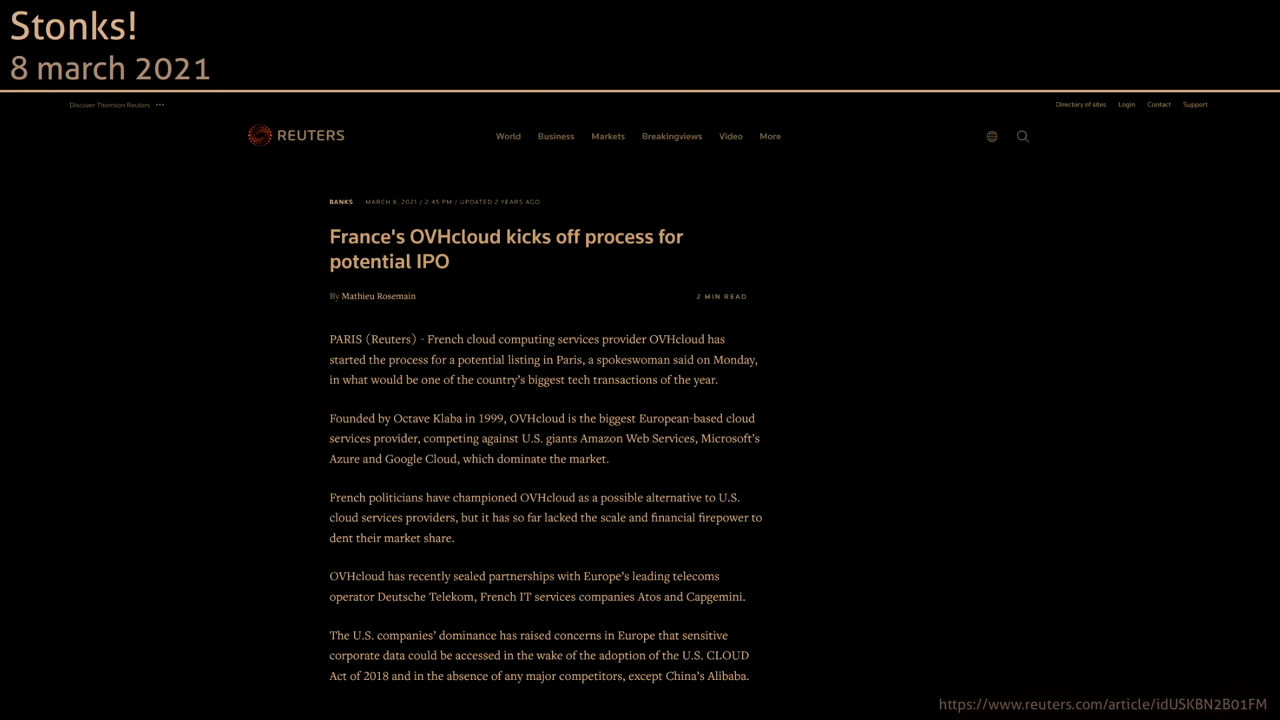 Stonks!
8 march 2021
Discover Thomson Reuters •••
Directory of sites Login Contact Support
REUTERS World Business Markets Breakingviews Video More
BANKS MARCH 8, 2021 / 2:45 PM / UPDATED 2 YEARS AGO
France's OVHcloud kicks off process for
potential IPO
By Mathieu Rosemain 2 MIN READ
PARIS (Reuters) - French cloud computing services provider OVHcloud has
started the process for a potential listing in Paris, a spokeswoman said on Monday,
in what would be one of the country’s biggest tech transactions of the year.
Founded by Octave Klaba in 1999, OVHcloud is the biggest European-based cloud
services provider, competing against U.S. giants Amazon Web Services, Microsoft’s
Azure and Google Cloud, which dominate the market.
French politicians have championed OVHcloud as a possible alternative to U.S.
cloud services providers, but it has so far lacked the scale and financial firepower to
dent their market share.
OVHcloud has recently sealed partnerships with Europe’s leading telecoms
operator Deutsche Telekom, French IT services companies Atos and Capgemini.
The U.S. companies’ dominance has raised concerns in Europe that sensitive
corporate data could be accessed in the wake of the adoption of the U.S. CLOUD
Act of 2018 and in the absence of any major competitors, except China’s Alibaba.
https://www.reuters.com/article/idUSKBN2B01FM